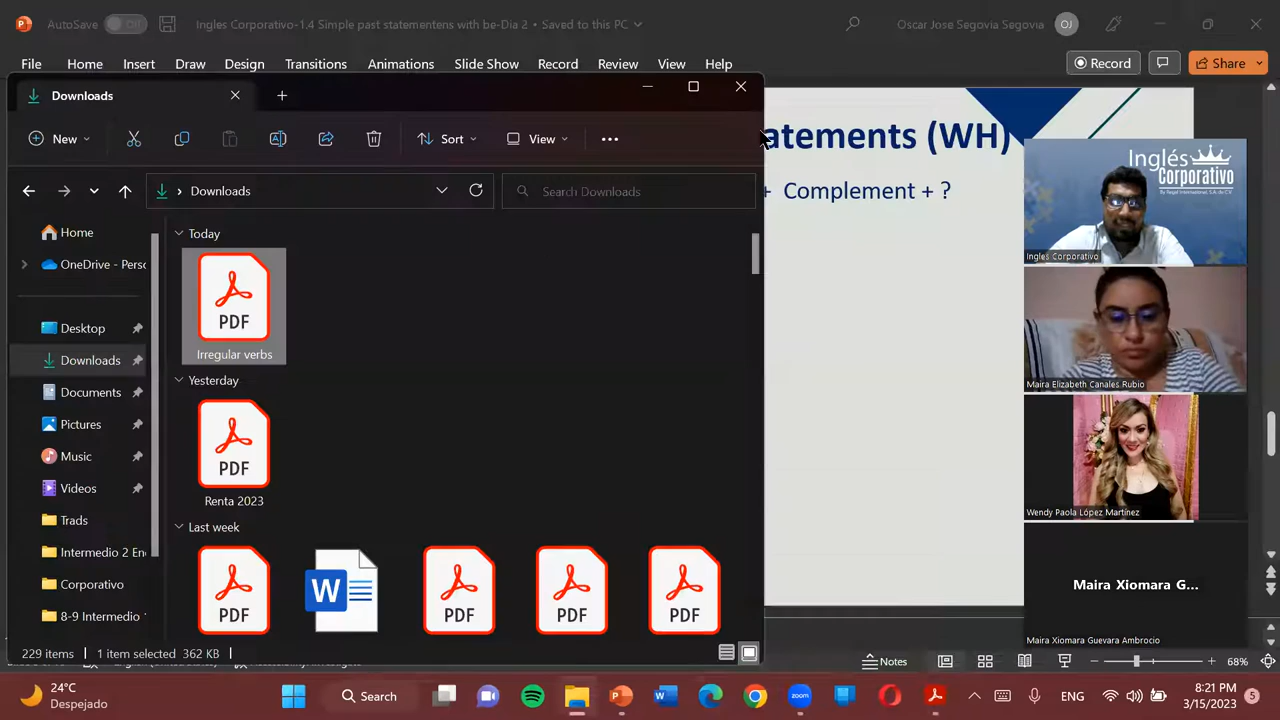 AutoSave Off Ingles Corporativo-1.4 Simple past statementens with be-Dia 2 • Saved to this PC Oscar Jose Segovia Segovia OJ
File Home Insert Draw Design Transitions Animations Slide Show Record Review View Help Record Share
Downloads
New Sort View
Downloads Search Downloads
Home
OneDrive - Perso
Desktop
Downloads
Documents
Pictures
Music
Videos
Trads
Intermedio 2 En
Corporativo
8-9 Intermedio
Today
PDF
Irregular verbs
Yesterday
PDF
Renta 2023
Last week
PDF W PDF PDF PDF
229 items 1 item selected 362 KB
atements (WH)
+ Complement + ?
Inglés
Corporativo
Ingles Corporativo
Maira Elizabeth Canales Rubio
Wendy Paola López Martínez
Maira Xiomara G...
Maira Xiomara Guevara Ambrocio
Notes 68%
24°C
Despejado
Search
zoom
ENG
8:21 PM
3/15/2023
5